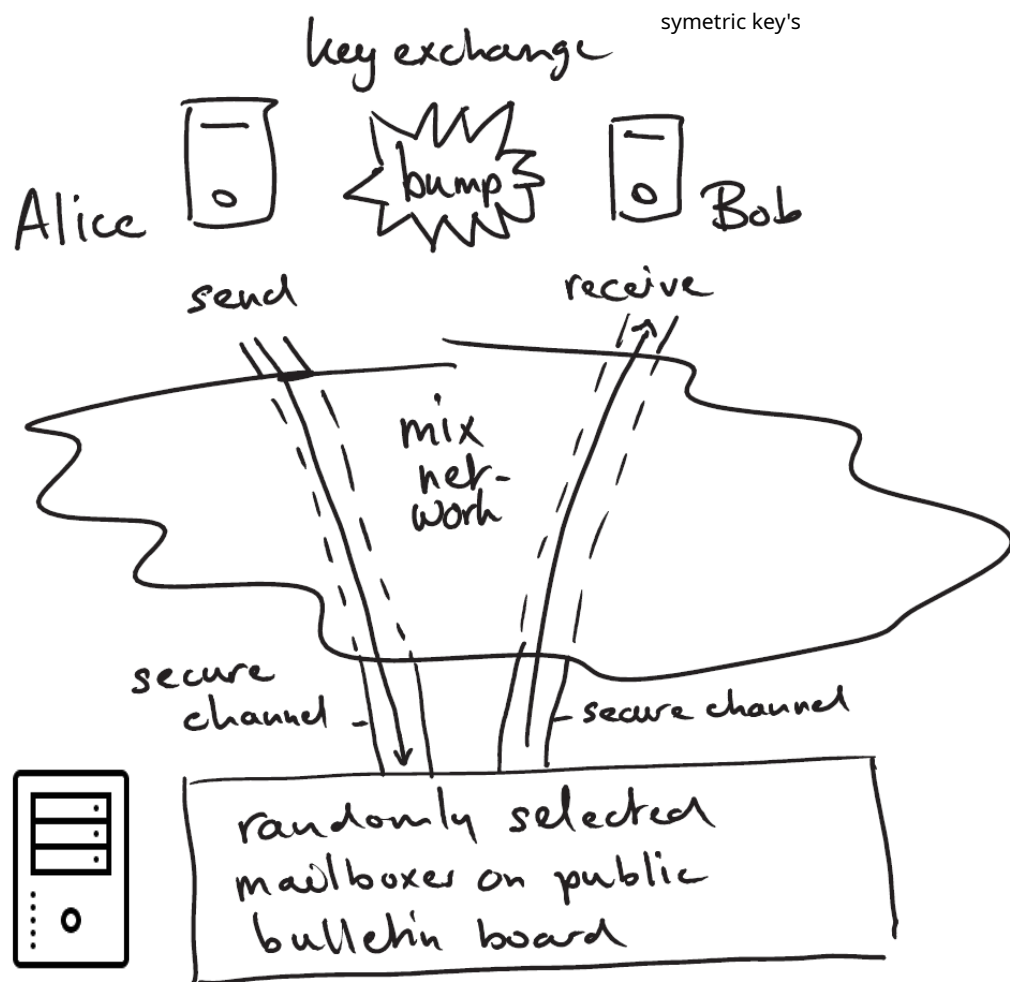 symetric key's
key exchange
bump
Alice
Bob
send
receive
mix
net-
work
secure
channel
secure channel
randomly selected
mailboxes on public
bulletin board